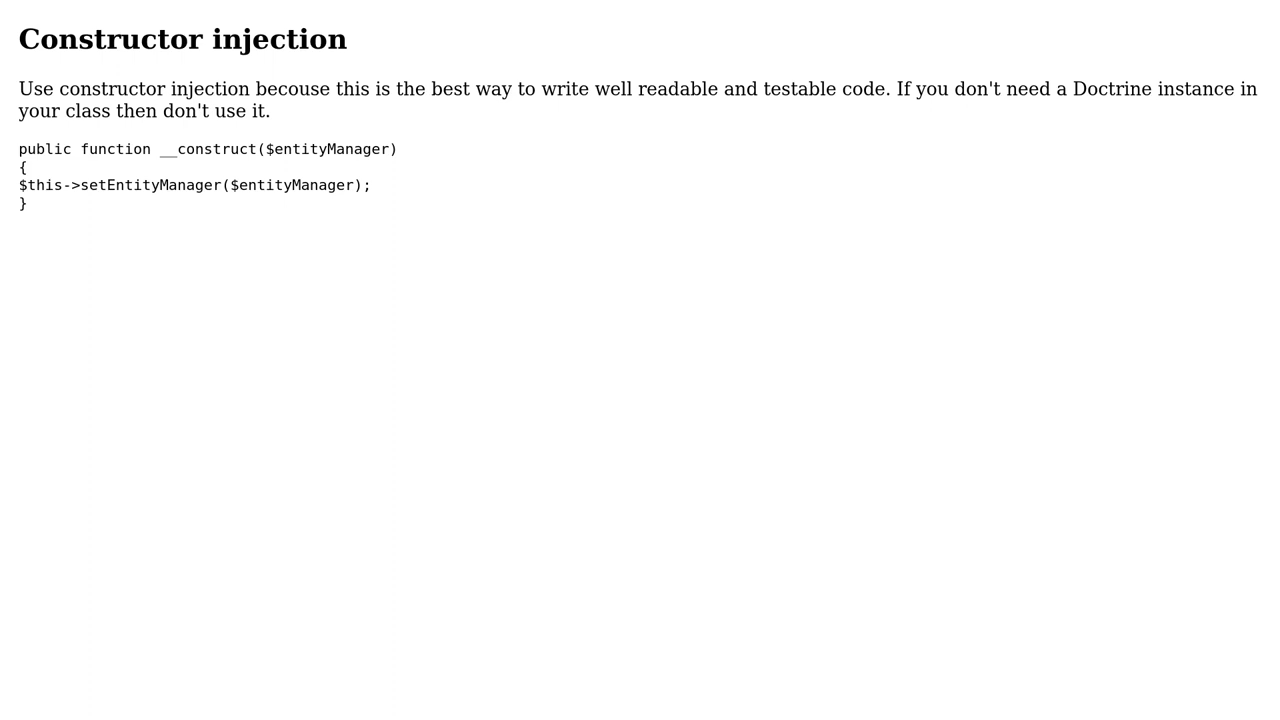 Constructor injection
Use constructor injection becouse this is the best way to write well readable and testable code. If you don't need a Doctrine instance in
your class then don't use it.
public function __construct($entityManager)
{
$this->setEntityManager($entityManager);
}